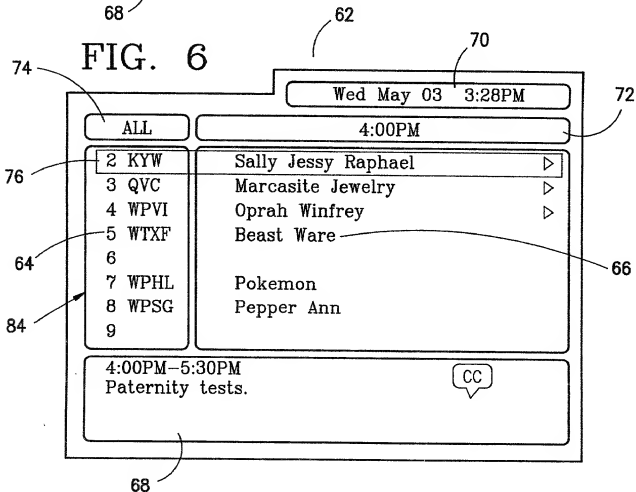 68
62
FIG. 6
70
74
Wed May 03 3:28PM
72
ALL
4:00PM
76
2 KYW Sally Jessy Raphael
3 QVC Marcasite Jewelry
4 WPVI Oprah Winfrey
64
5 WTXF Beast Ware
66
6
7 WPHL Pokemon
84
8 WPSG Pepper Ann
9
4:00PM–5:30PM
CC
Paternity tests.
68